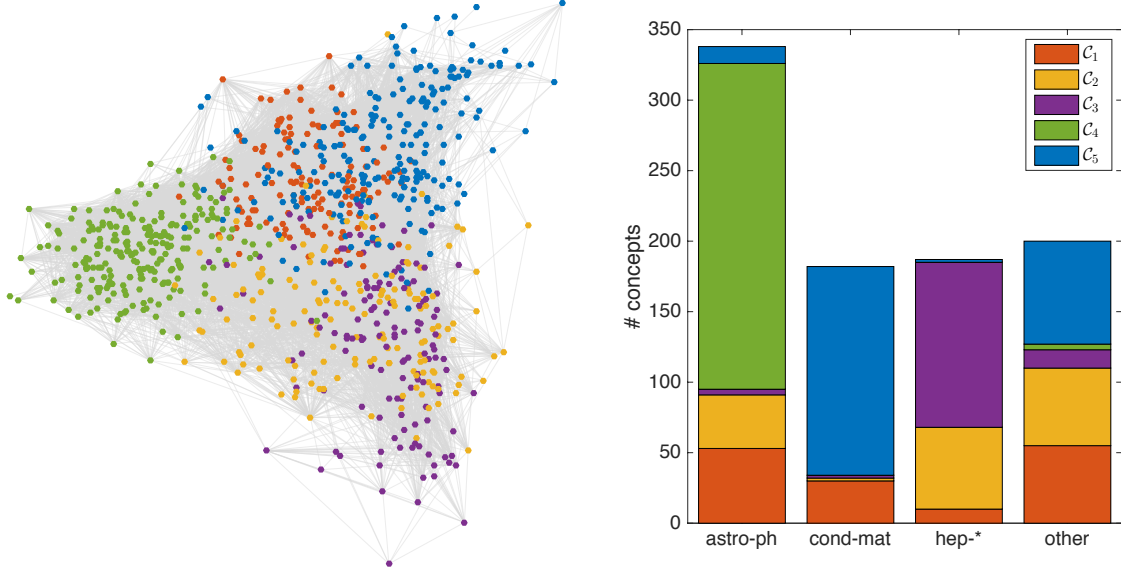 350
300
250
200
150
100
50
0
# concepts
astro-ph
cond-mat
hep-*
other
C₁
C₂
C₃
C₄
C₅